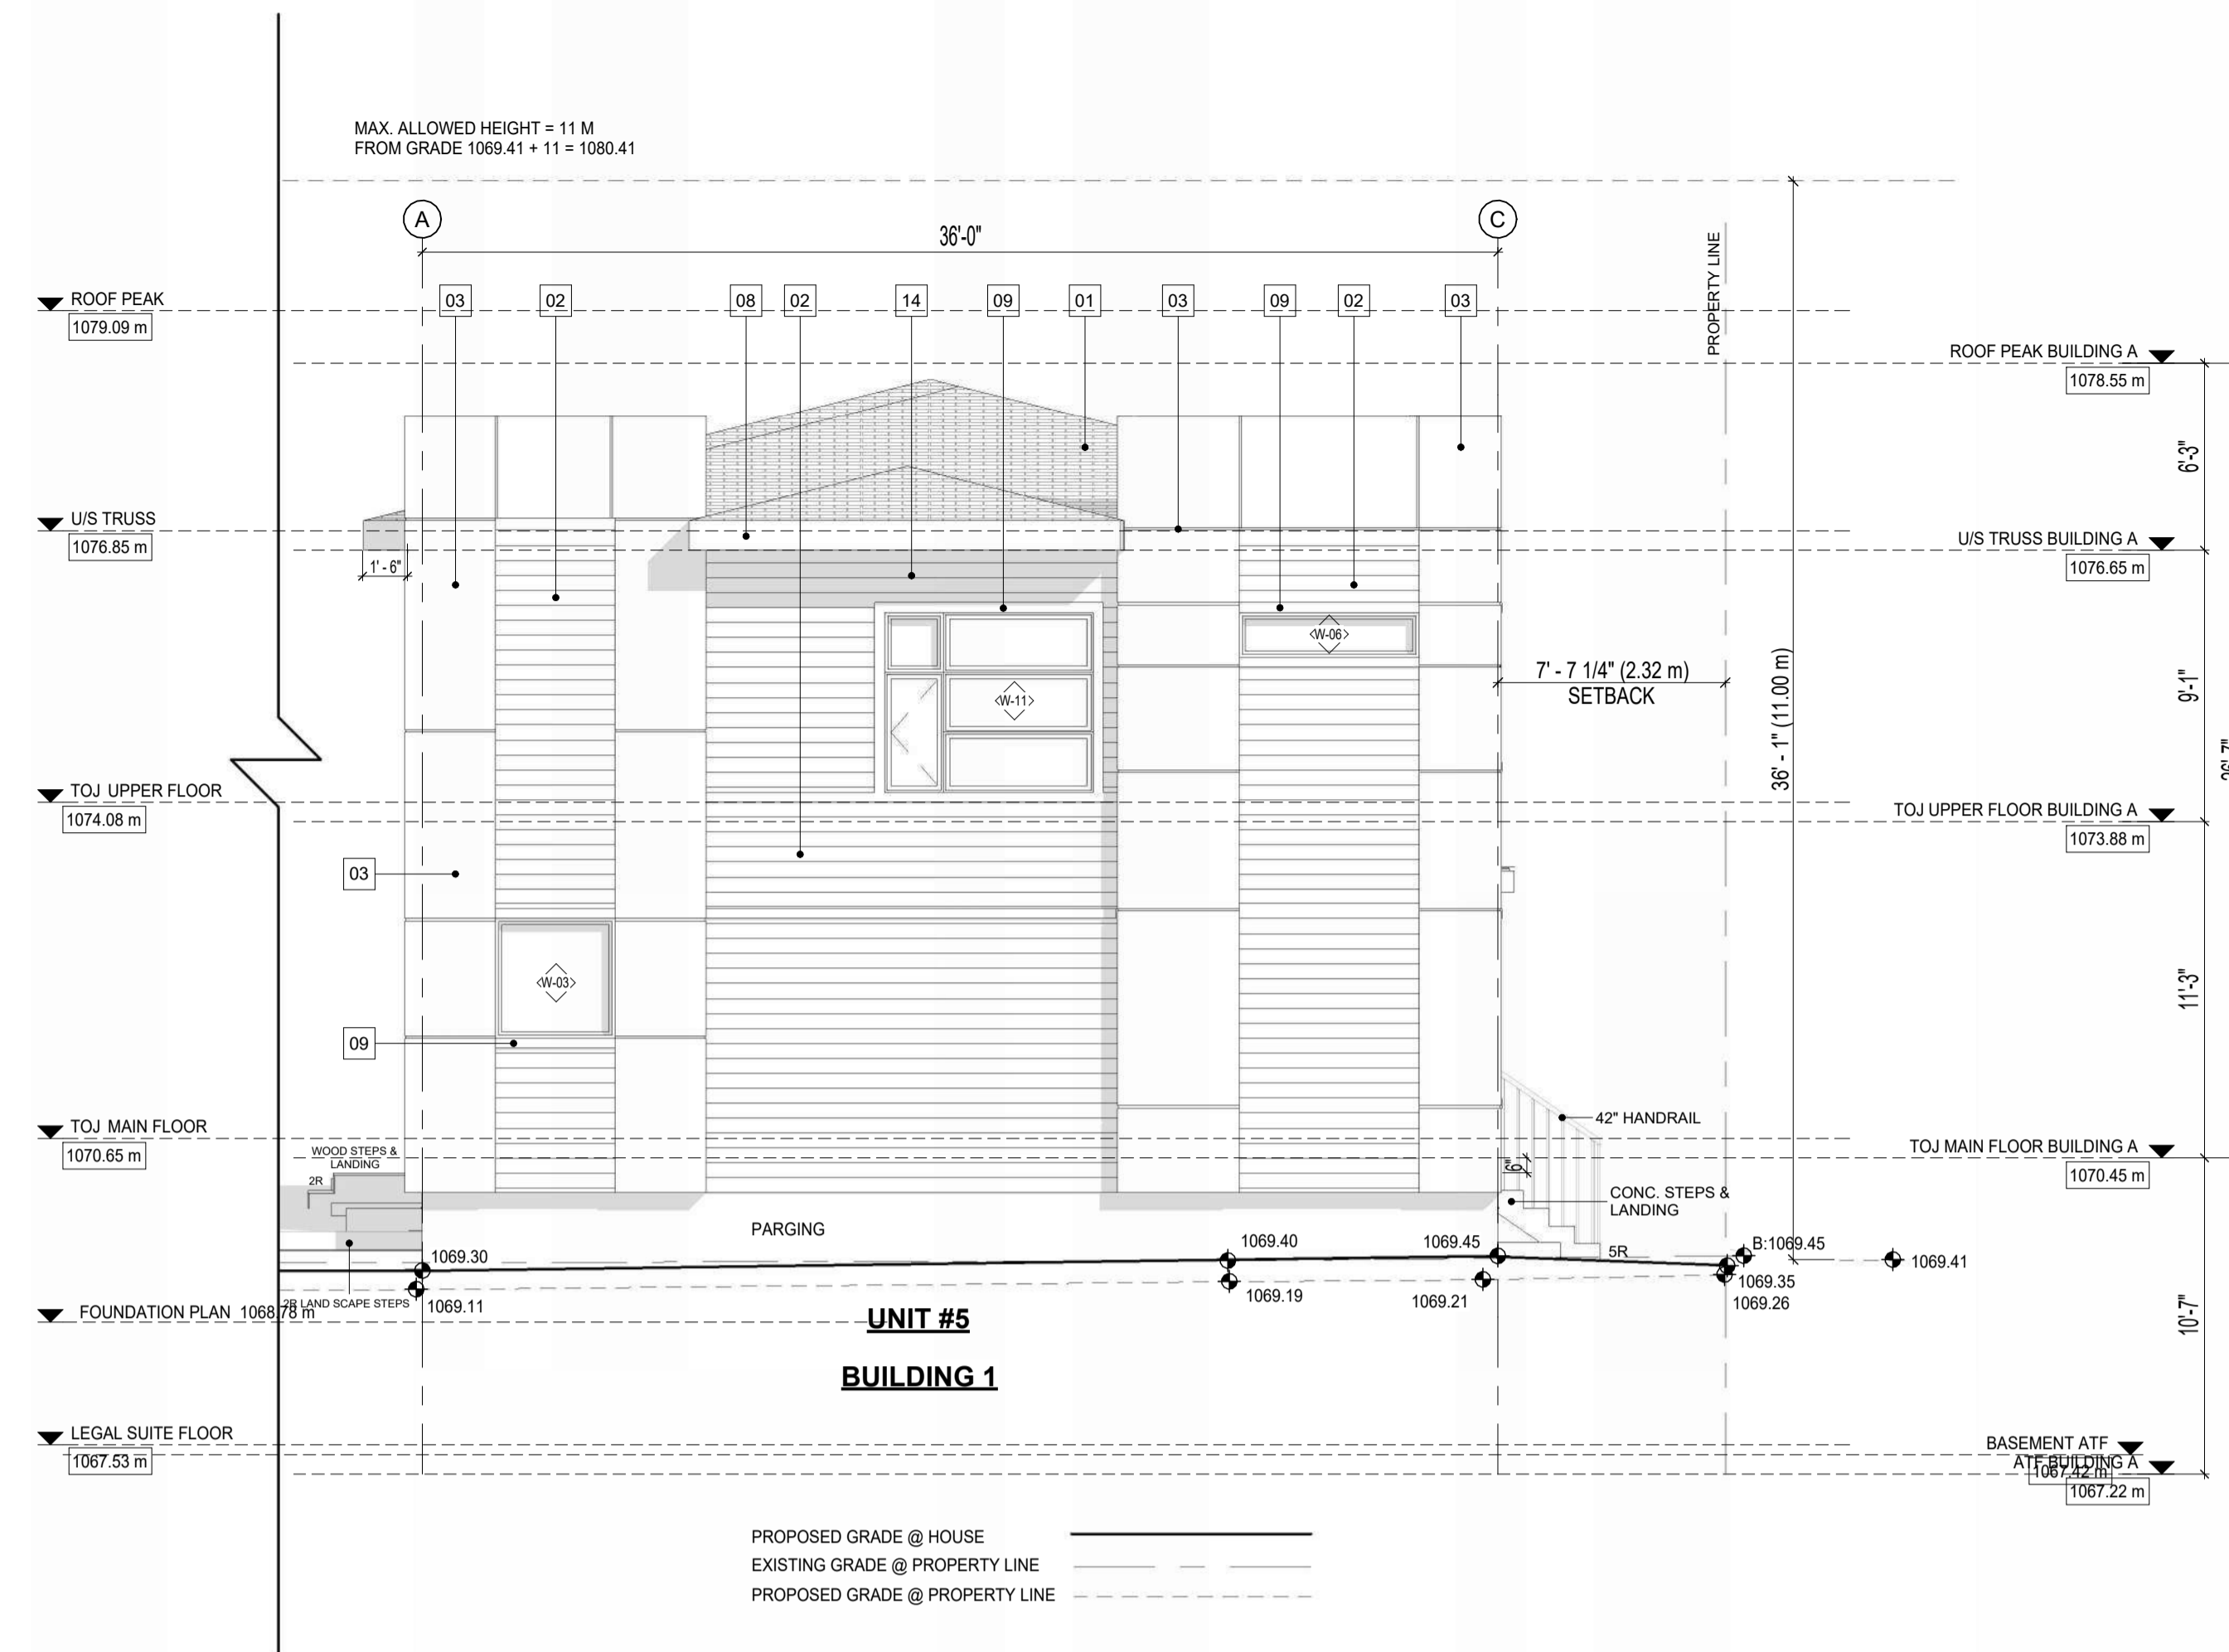 MAX. ALLOWED HEIGHT = 11 M
FROM GRADE 1069.41 + 11 = 1080.41
A
C
36'-0"
PROPERTY LINE
03
02
08
02
14
09
01
03
09
02
03
ROOF PEAK
1079.09 m
ROOF PEAK BUILDING A
1078.55 m
6'-3"
U/S TRUSS
1076.85 m
U/S TRUSS BUILDING A
1076.65 m
1' - 6"
W-06
W-11
7' - 7 1/4" (2.32 m)
SETBACK
36' - 1" (11.00 m)
9'-1"
TOJ UPPER FLOOR
1074.08 m
TOJ UPPER FLOOR BUILDING A
1073.88 m
03
W-03
09
11'-3"
42" HANDRAIL
TOJ MAIN FLOOR
1070.65 m
TOJ MAIN FLOOR BUILDING A
1070.45 m
WOOD STEPS &
LANDING
2R
6"
CONC. STEPS &
LANDING
PARGING
5R
1069.30
1069.40
1069.45
B:1069.45
1069.41
1069.35
1069.11
1069.19
1069.21
1069.26
2R LAND SCAPE STEPS
FOUNDATION PLAN 1068.78 m
10'-7"
UNIT #5
BUILDING 1
LEGAL SUITE FLOOR
1067.53 m
BASEMENT ATF
1067.42 m
ATF BUILDING A
1067.22 m
PROPOSED GRADE @ HOUSE
EXISTING GRADE @ PROPERTY LINE
PROPOSED GRADE @ PROPERTY LINE